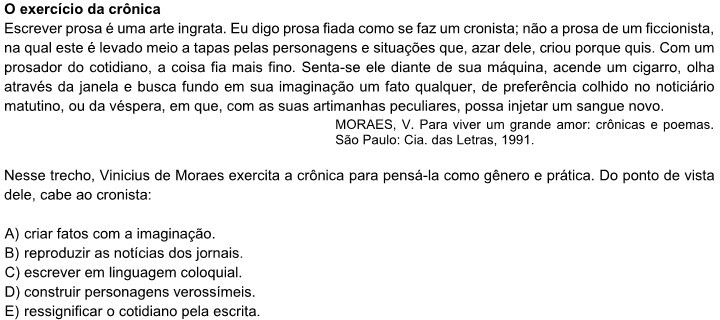 O exercício da crônica
Escrever prosa é uma arte ingrata. Eu digo prosa fiada como se faz um cronista; não a prosa de um ficcionista,
na qual este é levado meio a tapas pelas personagens e situações que, azar dele, criou porque quis. Com um
prosador do cotidiano, a coisa fia mais fino. Senta-se ele diante de sua máquina, acende um cigarro, olha
através da janela e busca fundo em sua imaginação um fato qualquer, de preferência colhido no noticiário
matutino, ou da véspera, em que, com as suas artimanhas peculiares, possa injetar um sangue novo.
MORAES, V. Para viver um grande amor: crônicas e poemas.
São Paulo: Cia. das Letras, 1991.
Nesse trecho, Vinicius de Moraes exercita a crônica para pensá-la como gênero e prática. Do ponto de vista
dele, cabe ao cronista:
A) criar fatos com a imaginação.
B) reproduzir as notícias dos jornais.
C) escrever em linguagem coloquial.
D) construir personagens verossímeis.
E) ressignificar o cotidiano pela escrita.